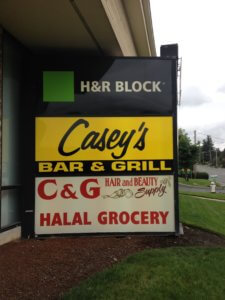 H&R BLOCK
Casey's
BAR & GRILL
C & G HAIR and BEAUTY
Supply
HALAL GROCERY